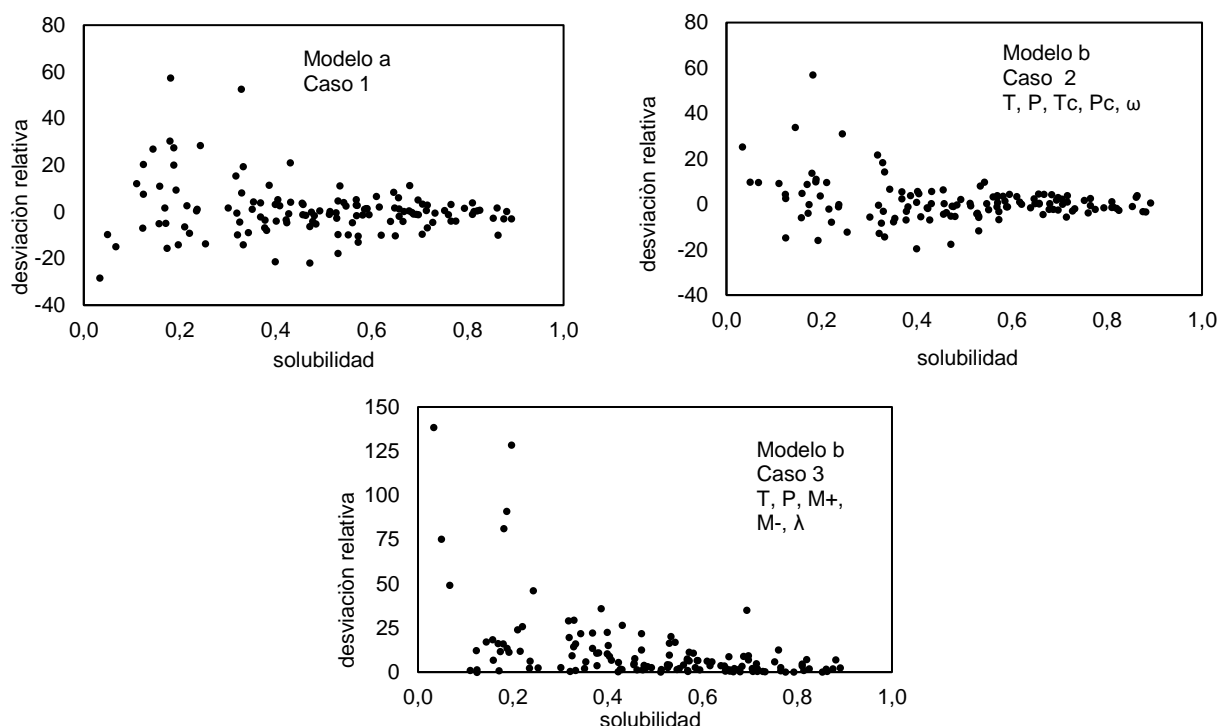 80
60
40
20
0
-20
-40
desviaciòn relativa
Modelo a
Caso 1
0,0 0,2 0,4 0,6 0,8 1,0
solubilidad
80
60
40
20
0
-20
-40
desviaciòn relativa
Modelo b
Caso 2
T, P, Tc, Pc, ω
0,0 0,2 0,4 0,6 0,8 1,0
solubilidad
150
125
100
75
50
25
0
desviaciòn relativa
Modelo b
Caso 3
T, P, M+,
M-, λ
0,0 0,2 0,4 0,6 0,8 1,0
solubilidad